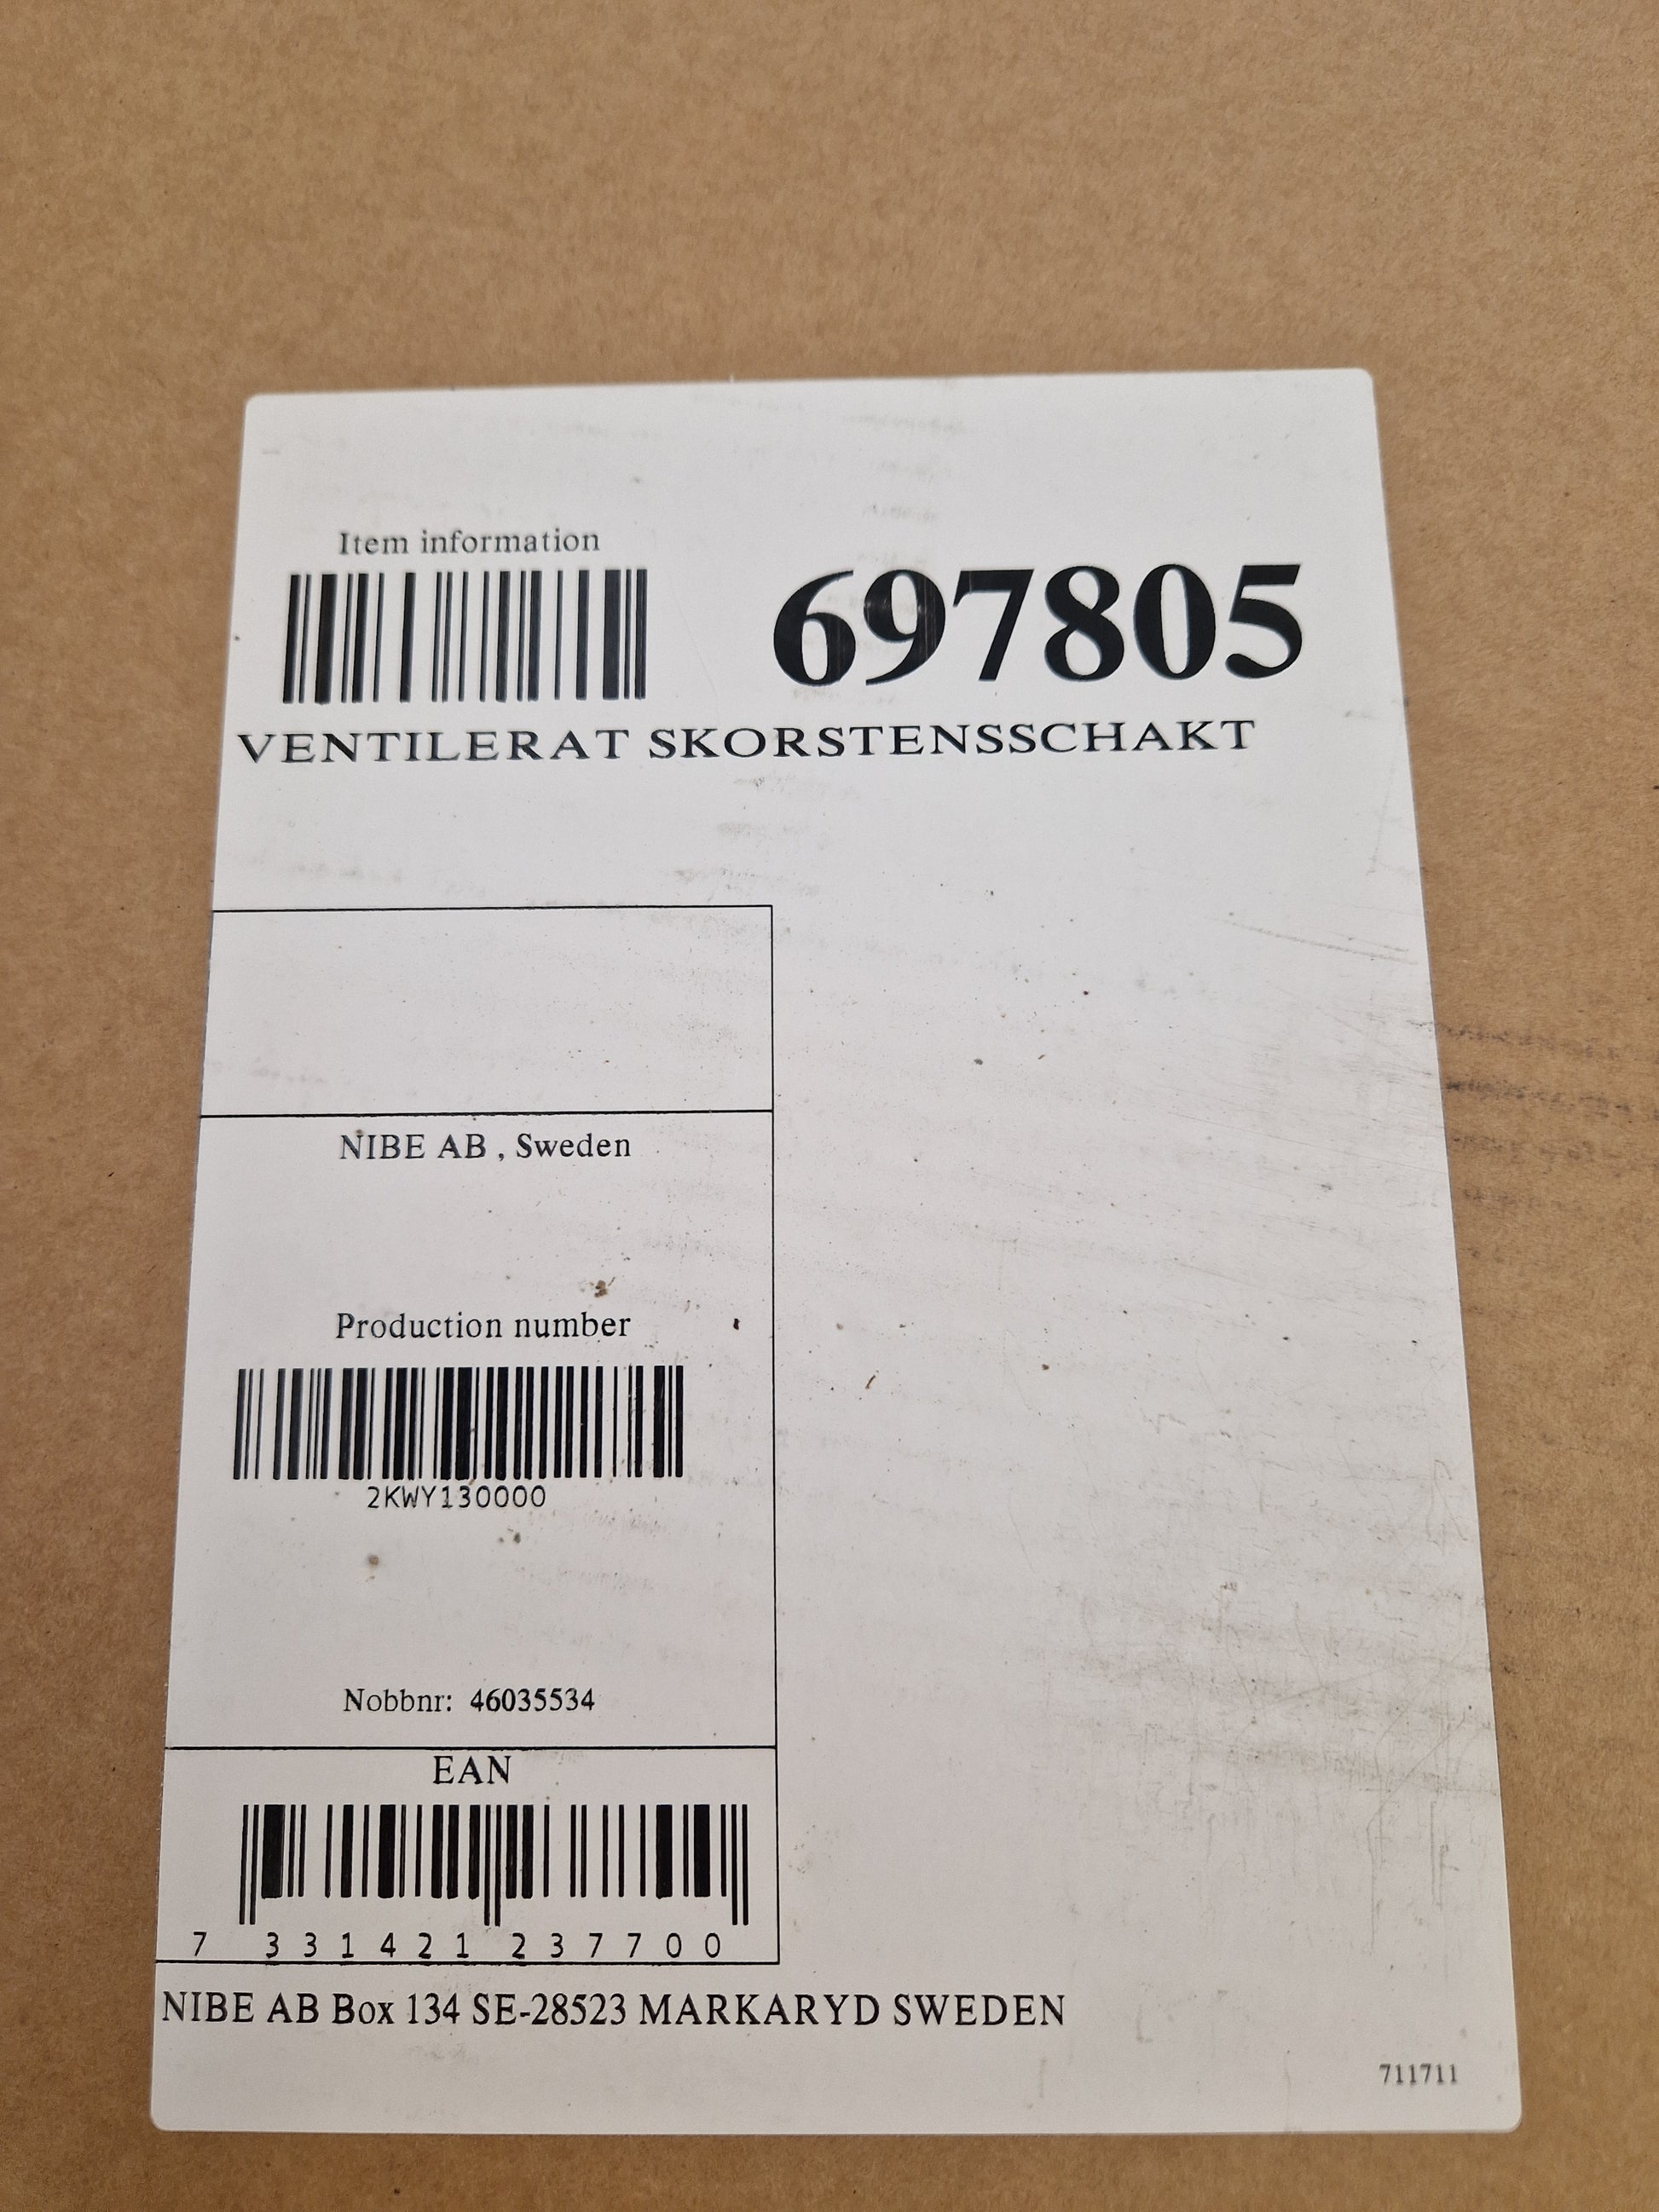 Item information
697805
VENTILERAT SKORSTENSSCHAKT
NIBE AB , Sweden
Production number
2KWY130000
Nobbnr: 46035534
EAN
7 331421 237700
NIBE AB Box 134 SE-28523 MARKARYD SWEDEN
711711